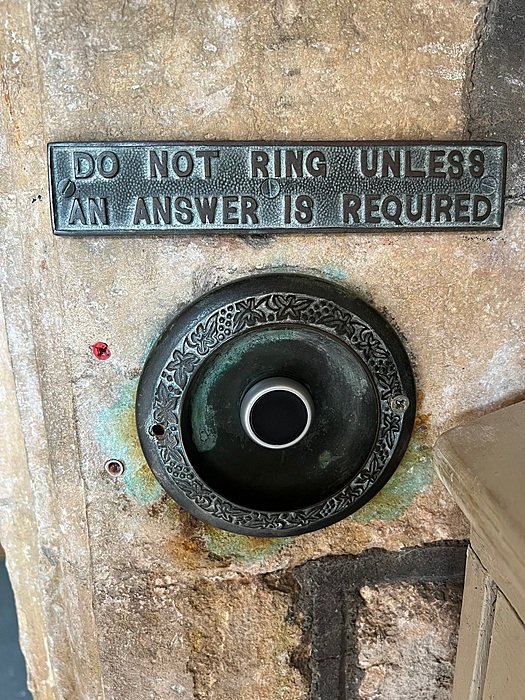 DO NOT RING UNLESS
AN ANSWER IS REQUIRED